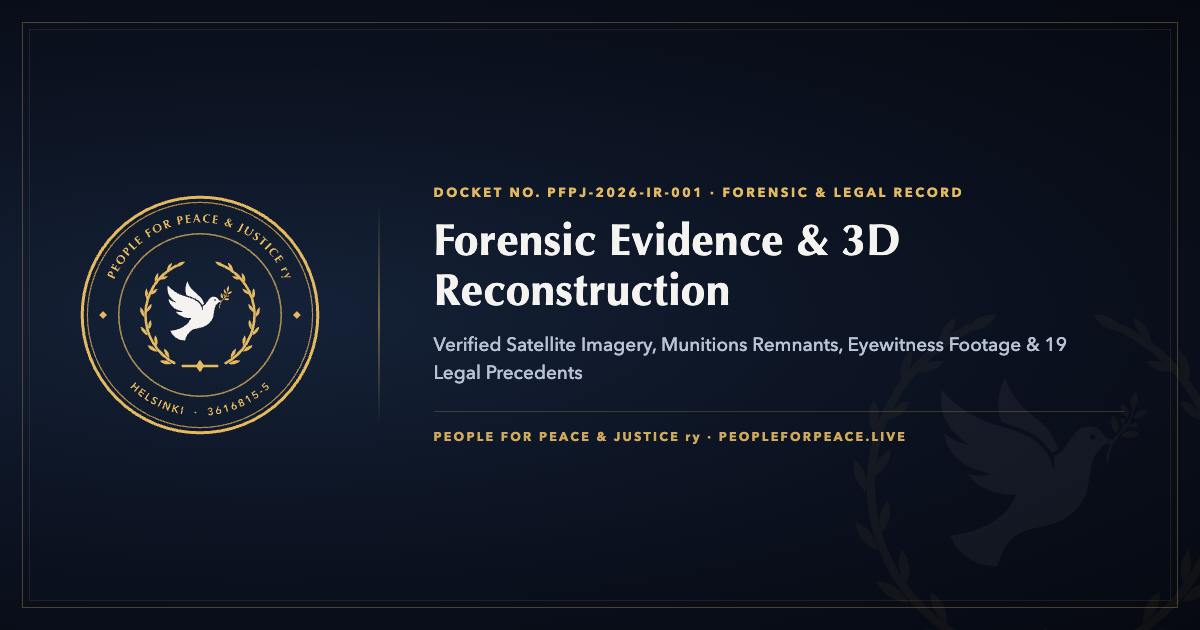 PEOPLE FOR PEACE & JUSTICE ry
HELSINKI · 3616815-5
DOCKET NO. PFPJ-2026-IR-001 · FORENSIC & LEGAL RECORD
Forensic Evidence & 3D
Reconstruction
Verified Satellite Imagery, Munitions Remnants, Eyewitness Footage & 19
Legal Precedents
PEOPLE FOR PEACE & JUSTICE ry · PEOPLEFORPEACE.LIVE